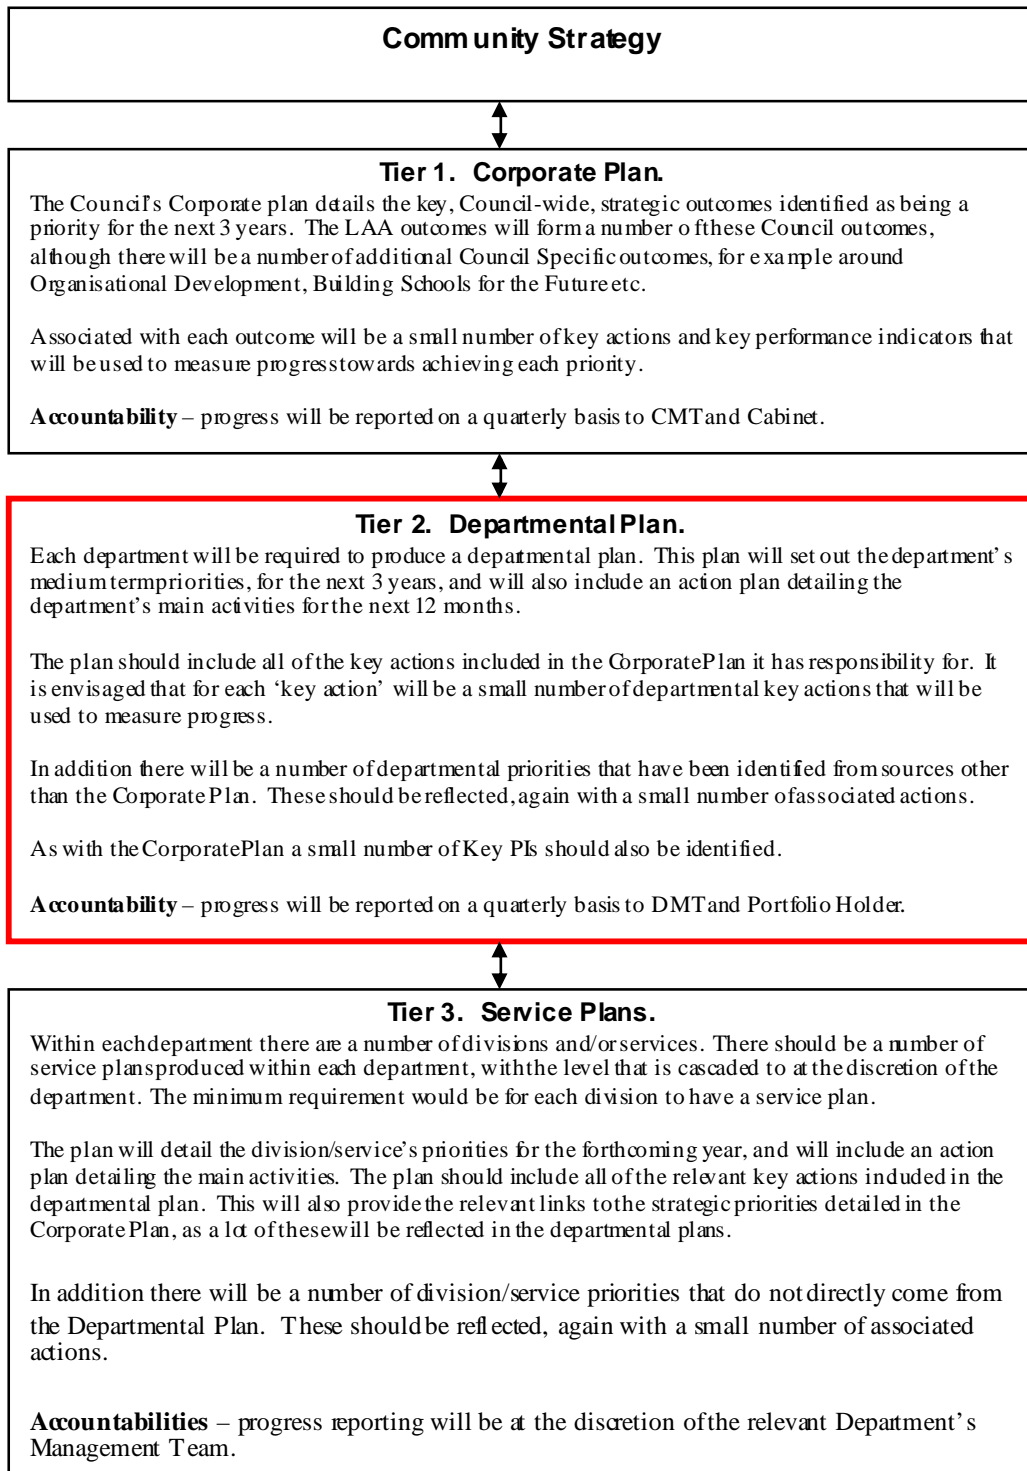 Community Strategy
Tier 1. Corporate Plan.
The Council's Corporate plan details the key, Council-wide, strategic outcomes identified as being a
priority for the next 3 years. The LAA outcomes will form a number of these Council outcomes,
although there will be a number of additional Council Specific outcomes, for example around
Organisational Development, Building Schools for the Future etc.
Associated with each outcome will be a small number of key actions and key performance indicators that
will be used to measure progress towards achieving each priority.
Accountability – progress will be reported on a quarterly basis to CMT and Cabinet.
Tier 2. Departmental Plan.
Each department will be required to produce a departmental plan. This plan will set out the department's
medium term priorities, for the next 3 years, and will also include an action plan detailing the
department's main activities for the next 12 months.
The plan should include all of the key actions included in the Corporate Plan it has responsibility for. It
is envisaged that for each ‘key action’ will be a small number of departmental key actions that will be
used to measure progress.
In addition there will be a number of departmental priorities that have been identified from sources other
than the Corporate Plan. These should be reflected, again with a small number of associated actions.
As with the Corporate Plan a small number of Key PIs should also be identified.
Accountability – progress will be reported on a quarterly basis to DMT and Portfolio Holder.
Tier 3. Service Plans.
Within each department there are a number of divisions and/or services. There should be a number of
service plans produced within each department, with the level that is cascaded to at the discretion of the
department. The minimum requirement would be for each division to have a service plan.
The plan will detail the division/service's priorities for the forthcoming year, and will include an action
plan detailing the main activities. The plan should include all of the relevant key actions included in the
departmental plan. This will also provide the relevant links to the strategic priorities detailed in the
Corporate Plan, as a lot of these will be reflected in the departmental plans.
In addition there will be a number of division/service priorities that do not directly come from
the Departmental Plan. These should be reflected, again with a small number of associated
actions.
Accountabilities – progress reporting will be at the discretion of the relevant Department's
Management Team.